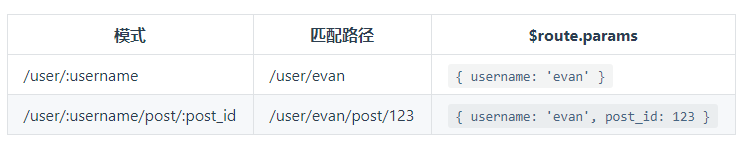 模式 匹配路径 $route.params
/user/:username /user/evan { username: 'evan' }
/user/:username/post/:post_id /user/evan/post/123 { username: 'evan', post_id: 123 }